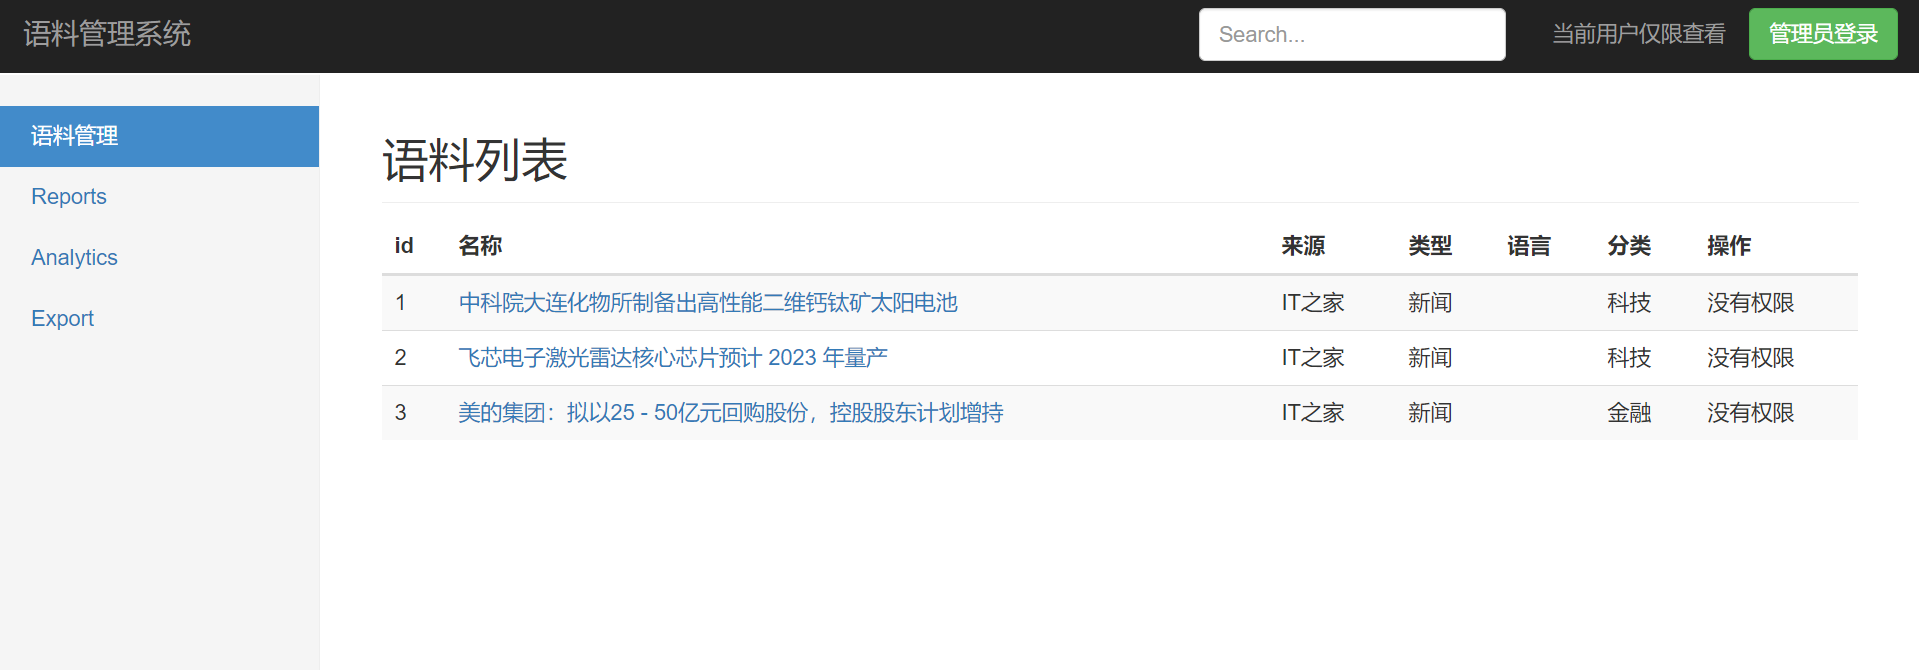 语料管理系统 Search... 当前用户仅限查看 管理员登录
语料管理
Reports
Analytics
Export
语料列表
id 名称 来源 类型 语言 分类 操作
1 中科院大连化物所制备出高性能二维钙钛矿太阳电池 IT之家 新闻 科技 没有权限
2 飞芯电子激光雷达核心芯片预计 2023 年量产 IT之家 新闻 科技 没有权限
3 美的集团：拟以25 - 50亿元回购股份，控股股东计划增持 IT之家 新闻 金融 没有权限